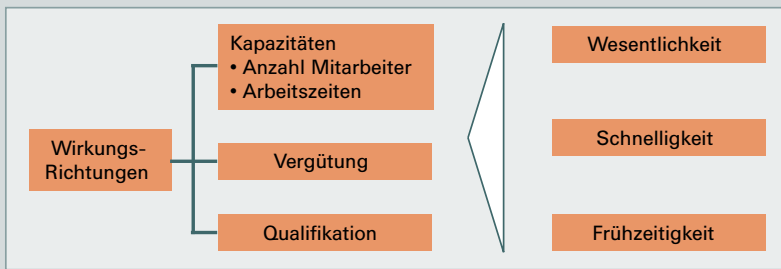 Wirkungs-
Richtungen
Kapazitäten
• Anzahl Mitarbeiter
• Arbeitszeiten
Vergütung
Qualifikation
Wesentlichkeit
Schnelligkeit
Frühzeitigkeit